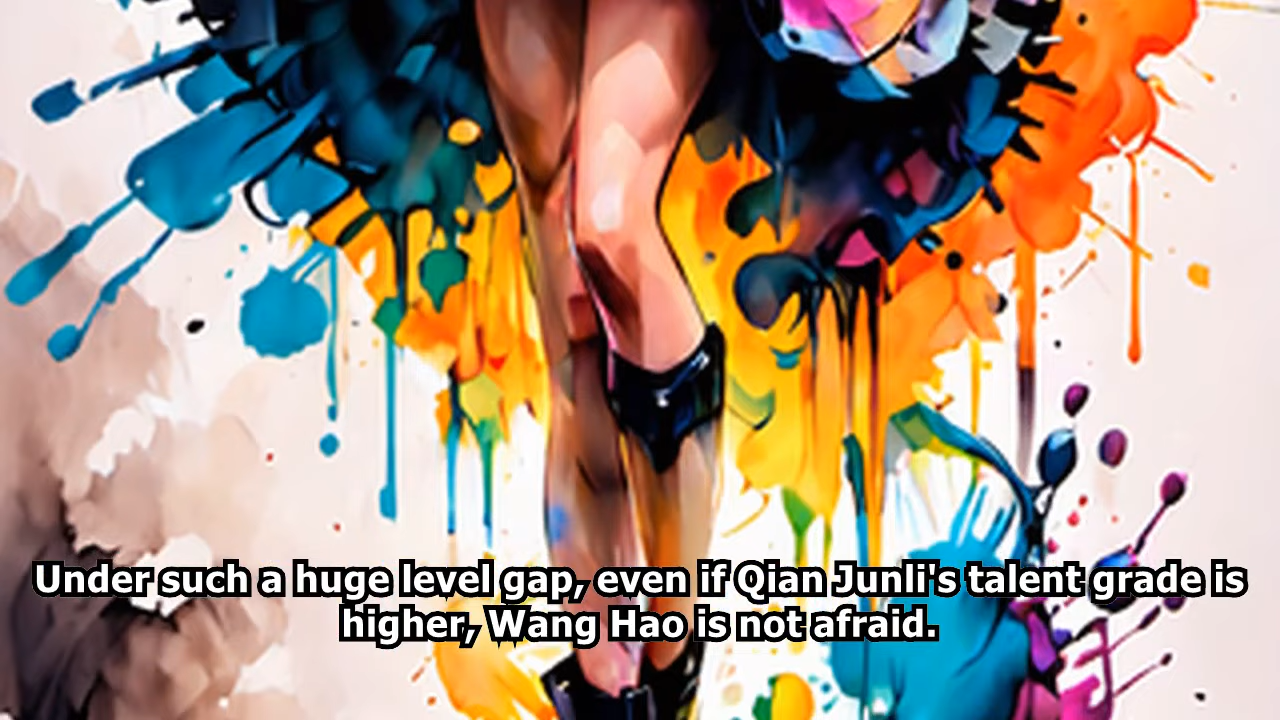 Under such a huge level gap, even if Qian Junli's talent grade is
higher, Wang Hao is not afraid.